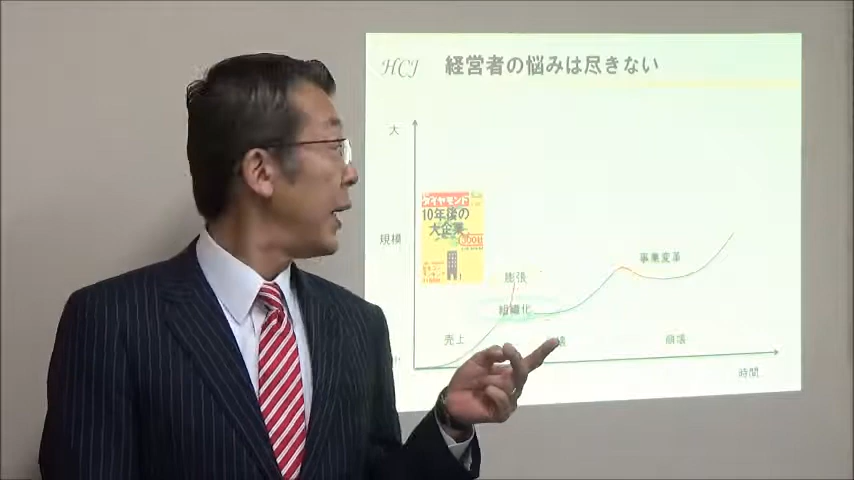 HCI 経営者の悩みは尽きない
大
ダイヤモンド
10年後の
大企業
規模
事業変革
膨張
組織化
売上
崩壊
時間